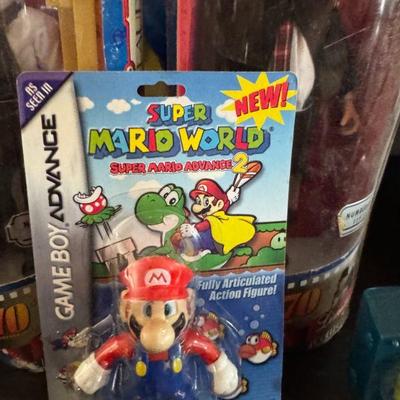 AS
SEEN IN
GAME BOY ADVANCE
SUPER
MARIO WORLD
SUPER MARIO ADVANCE 2
NEW!
Fully Articulated
Action Figure!
M